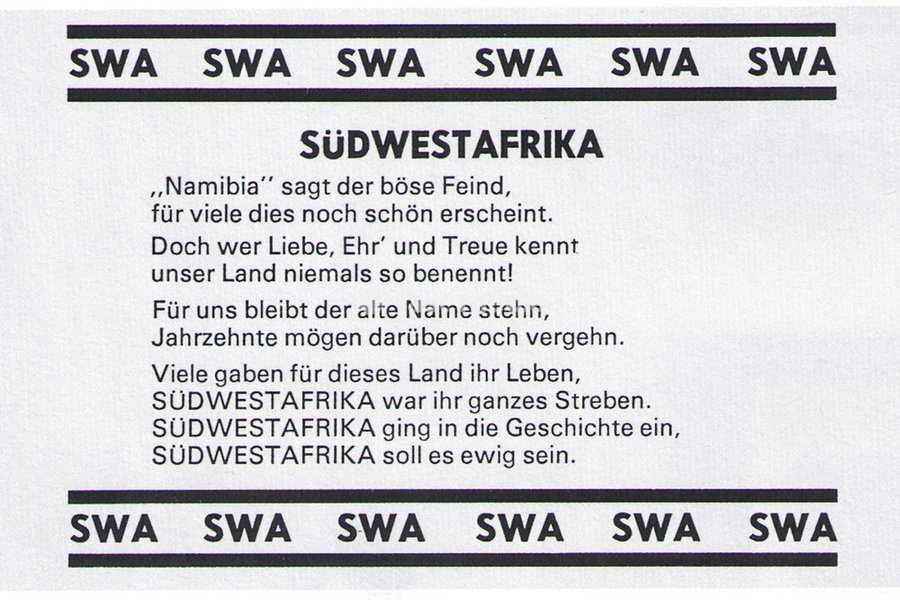 SWA SWA SWA SWA SWA SWA
SÜDWESTAFRIKA
,,Namibia’’ sagt der böse Feind,
für viele dies noch schön erscheint.
Doch wer Liebe, Ehr’ und Treue kennt
unser Land niemals so benennt!
Für uns bleibt der alte Name stehn,
Jahrzehnte mögen darüber noch vergehn.
Viele gaben für dieses Land ihr Leben,
SÜDWESTAFRIKA war ihr ganzes Streben.
SÜDWESTAFRIKA ging in die Geschichte ein,
SÜDWESTAFRIKA soll es ewig sein.
SWA SWA SWA SWA SWA SWA